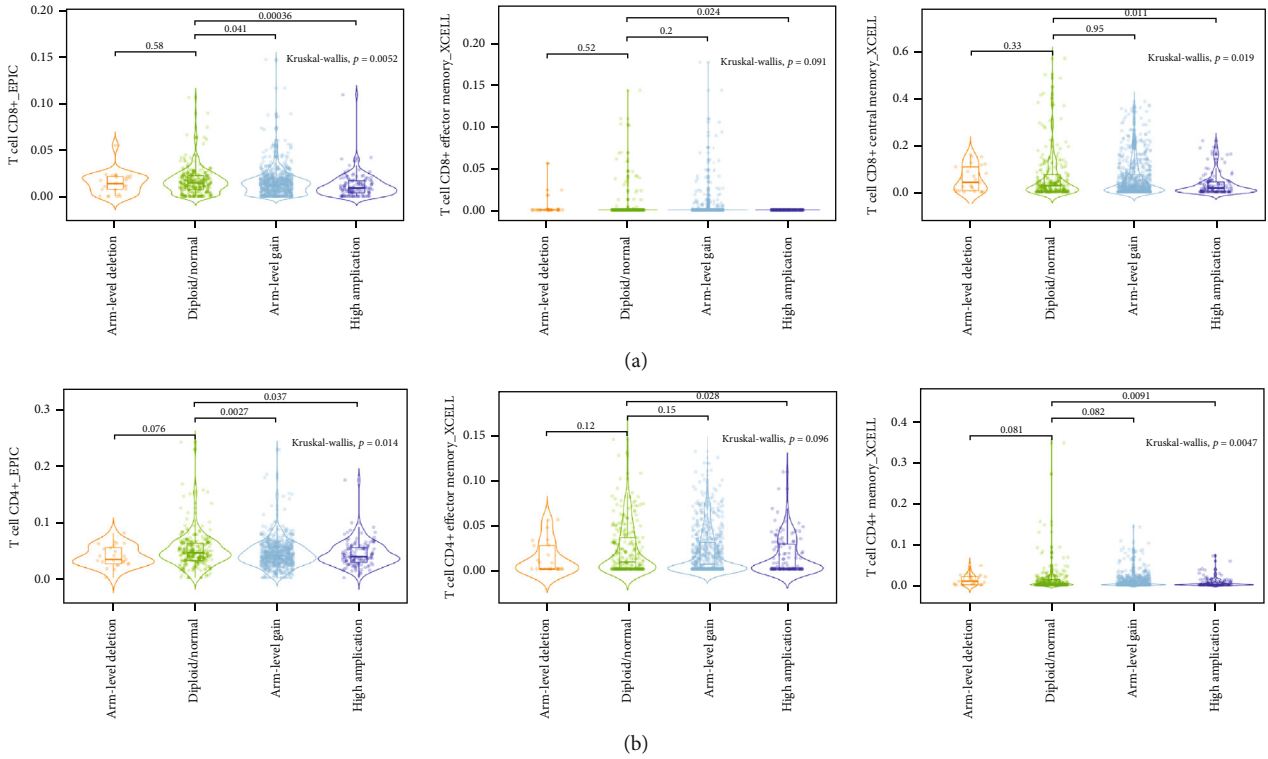 T cell CD8+_EPIC
0.20
0.15
0.10
0.05
0.00
0.00036
0.041
0.58
Kruskal-wallis, p = 0.0052
Arm-level deletion
Diploid/normal
Arm-level gain
High amplication
T cell CD8+ effector memory_XCELL
0.20
0.15
0.10
0.05
0.00
0.024
0.2
0.52
Kruskal-wallis, p = 0.091
Arm-level deletion
Diploid/normal
Arm-level gain
High amplication
T cell CD8+ central memory_XCELL
0.6
0.4
0.2
0.0
0.011
0.95
0.33
Kruskal-wallis, p = 0.019
Arm-level deletion
Diploid/normal
Arm-level gain
High amplication
(a)
T cell CD4+_EPIC
0.3
0.2
0.1
0.0
0.037
0.0027
0.076
Kruskal-wallis, p = 0.014
Arm-level deletion
Diploid/normal
Arm-level gain
High amplication
T cell CD4+ effector memory_XCELL
0.15
0.10
0.05
0.00
0.028
0.15
0.12
Kruskal-wallis, p = 0.096
Arm-level deletion
Diploid/normal
Arm-level gain
High amplication
T cell CD4+ memory_XCELL
0.4
0.3
0.2
0.1
0.0
0.0091
0.082
0.081
Kruskal-wallis, p = 0.0047
Arm-level deletion
Diploid/normal
Arm-level gain
High amplication
(b)